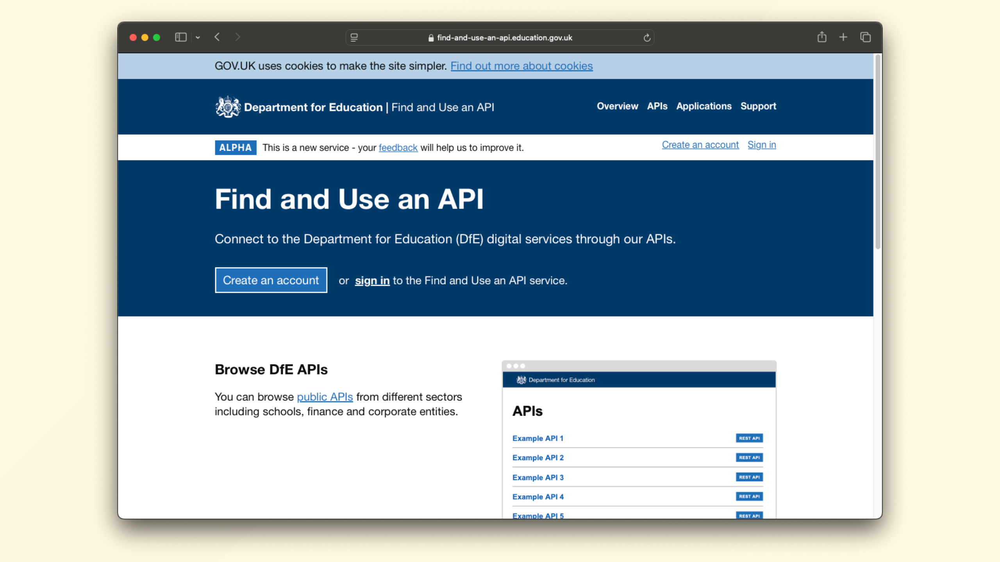 find-and-use-an-api.education.gov.uk
GOV.UK uses cookies to make the site simpler. Find out more about cookies
Department for Education | Find and Use an API
Overview APIs Applications Support
ALPHA This is a new service - your feedback will help us to improve it.
Create an account Sign in
Find and Use an API
Connect to the Department for Education (DfE) digital services through our APIs.
Create an account or sign in to the Find and Use an API service.
Browse DfE APIs
You can browse public APIs from different sectors
including schools, finance and corporate entities.
Department for Education
APIs
Example API 1 REST API
Example API 2 REST API
Example API 3 REST API
Example API 4 REST API
Example API 5 REST API